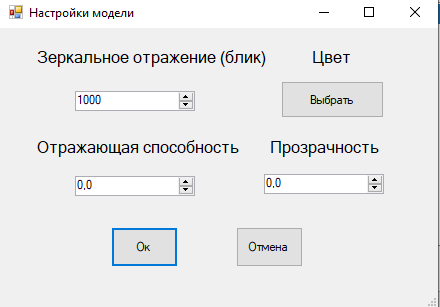 Настройки модели
Зеркальное отражение (блик) Цвет
1000 Выбрать
Отражающая способность Прозрачность
0,0 0,0
Ок Отмена